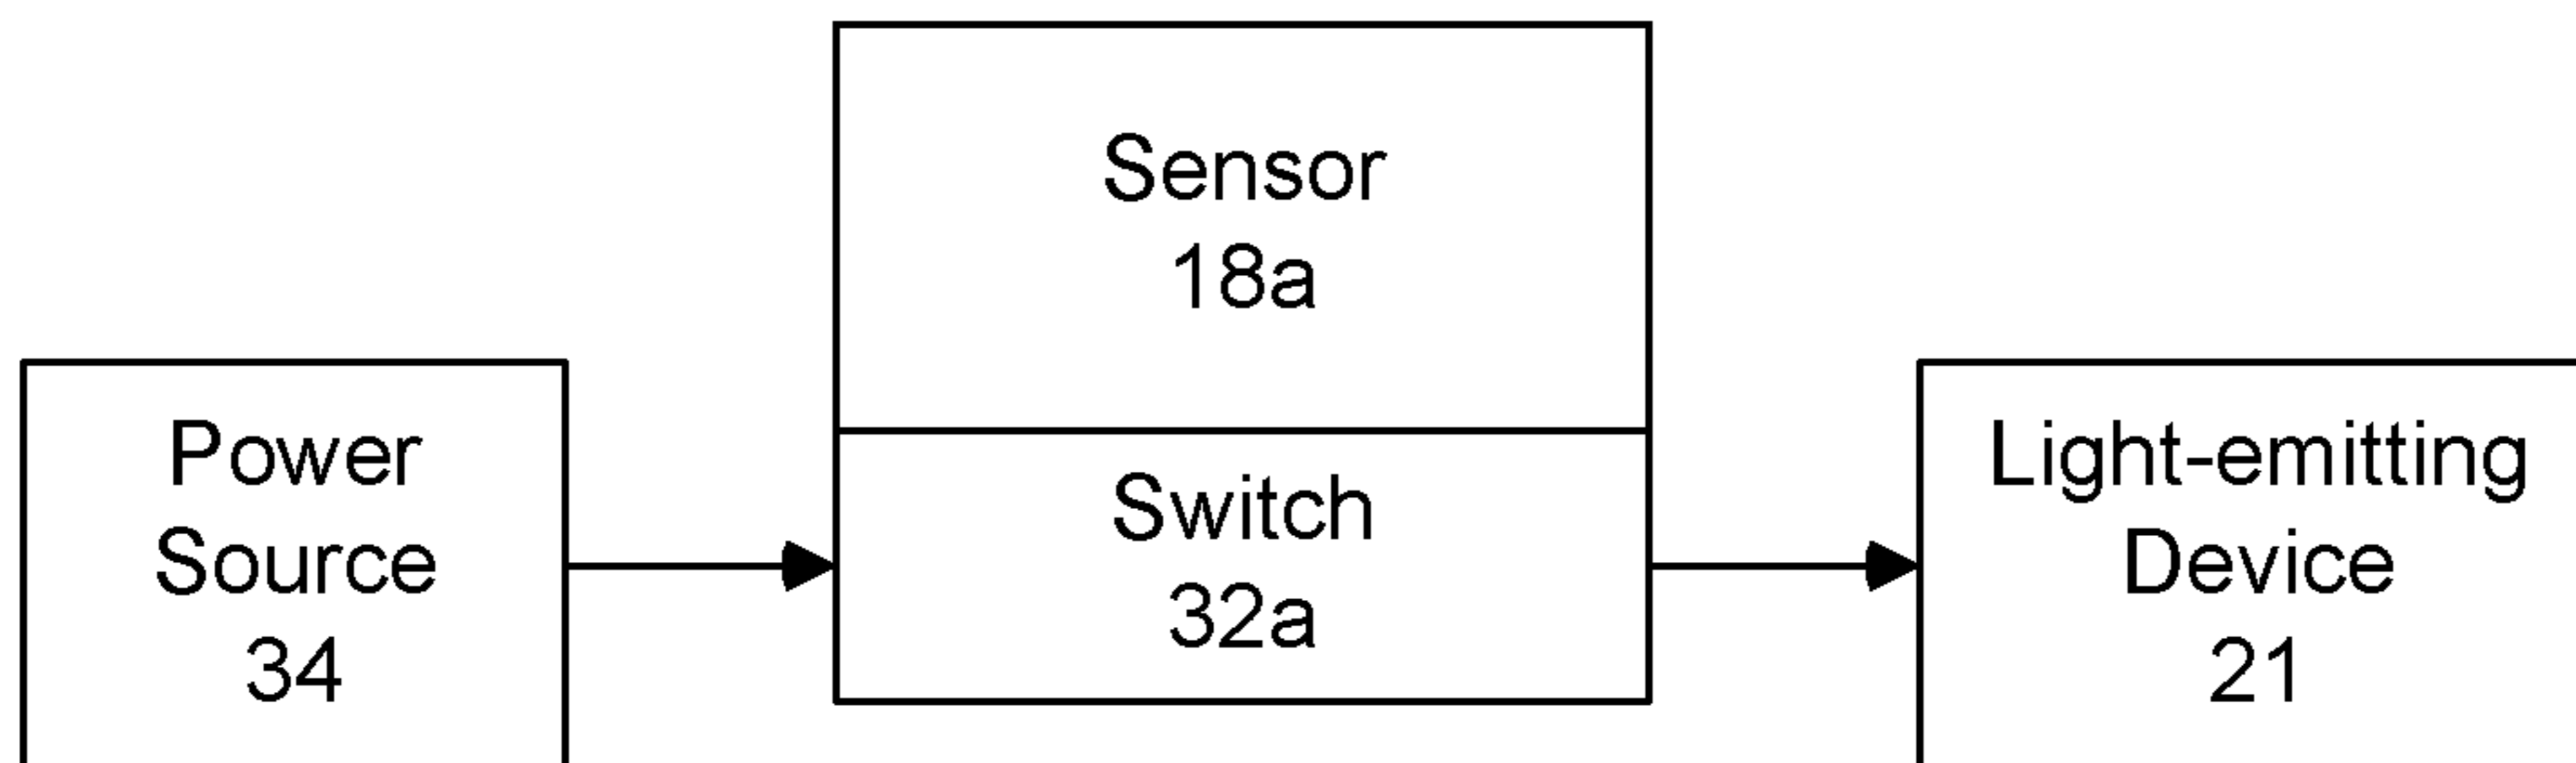 Power
Source
34
Sensor
18a
Switch
32a
Light-emitting
Device
21